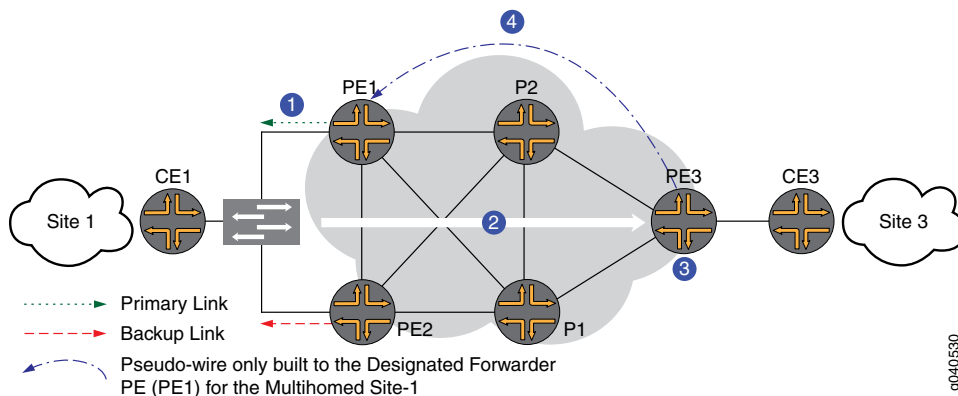 4
1
PE1
P2
CE1
PE3
CE3
Site 1
2
Site 3
3
Primary Link
Backup Link
PE2
P1
Pseudo-wire only built to the Designated Forwarder
PE (PE1) for the Multihomed Site-1
g040530